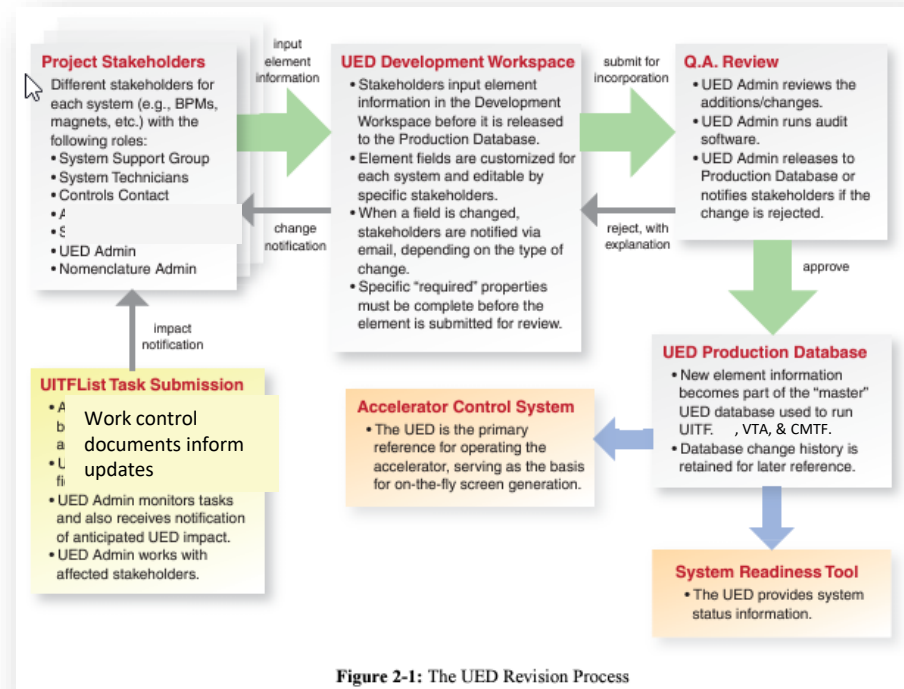 Project Stakeholders
Different stakeholders for
each system (e.g., BPMs,
magnets, etc.) with the
following roles:
• System Support Group
• System Technicians
• Controls Contact
• UED Admin
• Nomenclature Admin
input
element
information
change
notification
UED Development Workspace
• Stakeholders input element
information in the Development
Workspace before it is released
to the Production Database.
• Element fields are customized for
each system and editable by
specific stakeholders.
• When a field is changed,
stakeholders are notified via
email, depending on the type of
change.
• Specific “required” properties
must be complete before the
element is submitted for review.
submit for
incorporation
reject, with
explanation
Q.A. Review
• UED Admin reviews the
additions/changes.
• UED Admin runs audit
software.
• UED Admin releases to
Production Database or
notifies stakeholders if the
change is rejected.
approve
impact
notification
UITFList Task Submission
Work control
documents inform
updates
• UED Admin monitors tasks
and also receives notification
of anticipated UED impact.
• UED Admin works with
affected stakeholders.
Accelerator Control System
• The UED is the primary
reference for operating the
accelerator, serving as the basis
for on-the-fly screen generation.
UED Production Database
• New element information
becomes part of the “master”
UED database used to run
UITF. , VTA, & CMTF.
• Database change history is
retained for later reference.
System Readiness Tool
• The UED provides system
status information.
Figure 2-1: The UED Revision Process